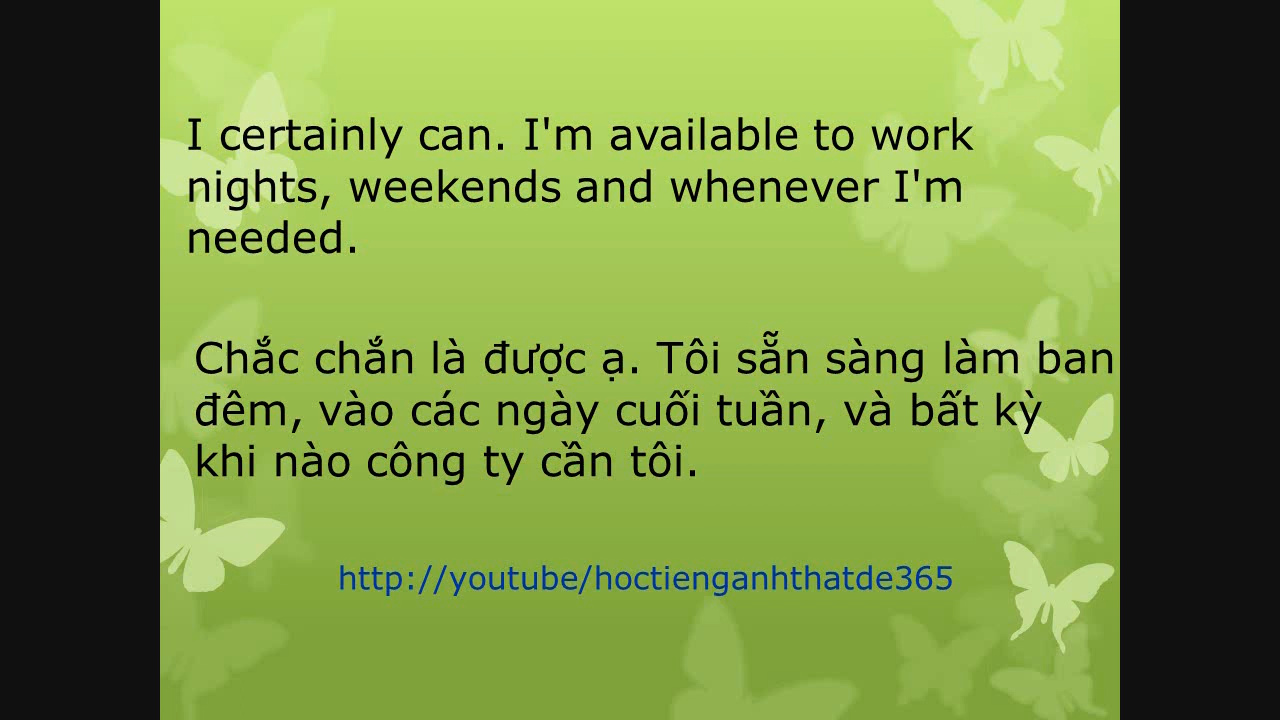 I certainly can. I'm available to work
nights, weekends and whenever I'm
needed.
Chắc chắn là được ạ. Tôi sẵn sàng làm ban
đêm, vào các ngày cuối tuần, và bất kỳ
khi nào công ty cần tôi.
http://youtube/hoctienganhthatde365